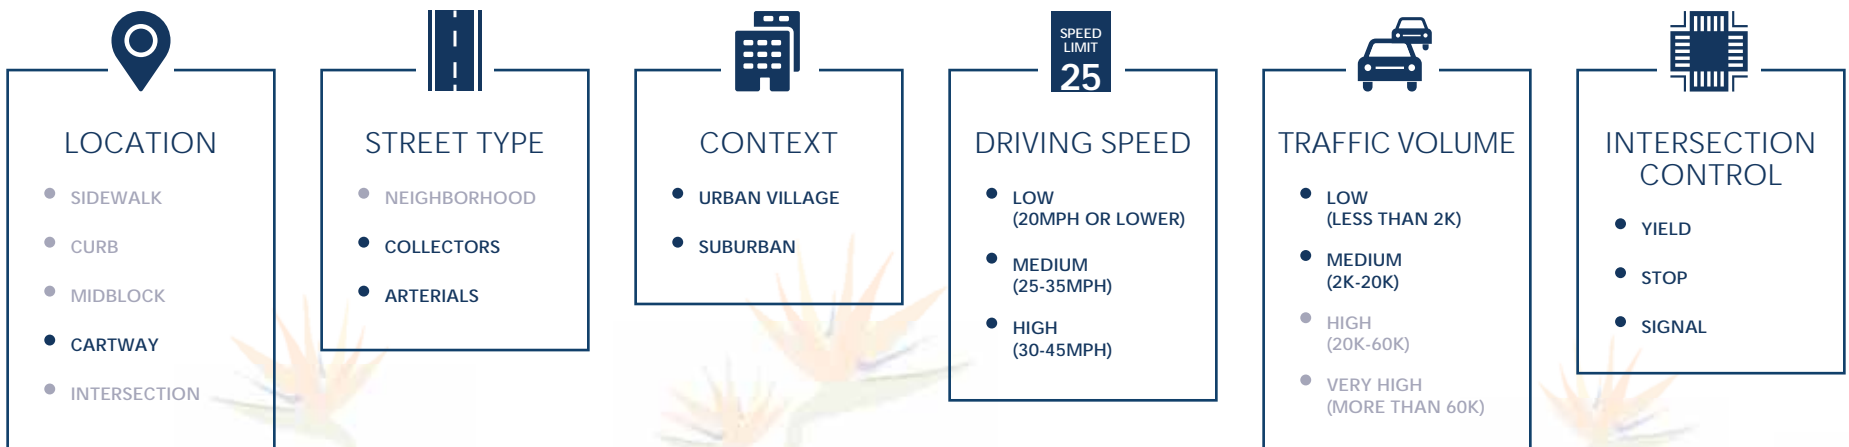 LOCATION
SIDEWALK
CURB
MIDBLOCK
CARTWAY
INTERSECTION
STREET TYPE
NEIGHBORHOOD
COLLECTORS
ARTERIALS
CONTEXT
URBAN VILLAGE
SUBURBAN
SPEED
LIMIT
25
DRIVING SPEED
LOW
(20MPH OR LOWER)
MEDIUM
(25-35MPH)
HIGH
(30-45MPH)
TRAFFIC VOLUME
LOW
(LESS THAN 2K)
MEDIUM
(2K-20K)
HIGH
(20K-60K)
VERY HIGH
(MORE THAN 60K)
INTERSECTION
CONTROL
YIELD
STOP
SIGNAL